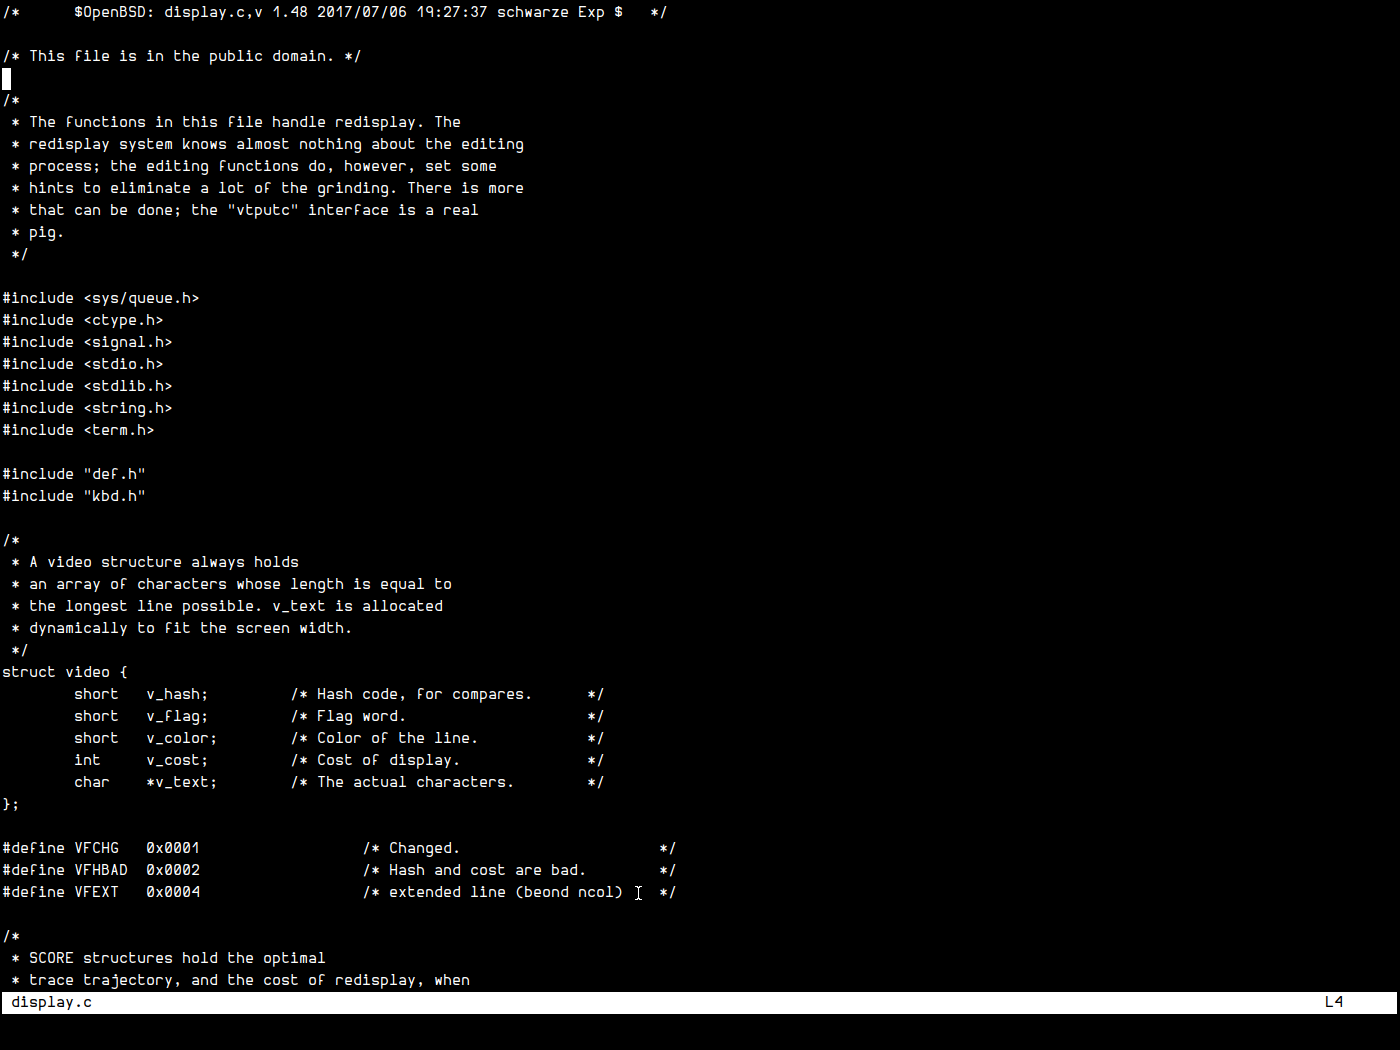 /*      $OpenBSD: display.c,v 1.48 2017/07/06 19:27:37 schwarze Exp $   */
/* This file is in the public domain. */
/*
 * The functions in this file handle redisplay. The
 * redisplay system knows almost nothing about the editing
 * process; the editing functions do, however, set some
 * hints to eliminate a lot of the grinding. There is more
 * that can be done; the "vtputc" interface is a real
 * pig.
 */
#include <sys/queue.h>
#include <ctype.h>
#include <signal.h>
#include <stdio.h>
#include <stdlib.h>
#include <string.h>
#include <term.h>
#include "def.h"
#include "kbd.h"
/*
 * A video structure always holds
 * an array of characters whose length is equal to
 * the longest line possible. v_text is allocated
 * dynamically to fit the screen width.
 */
struct video {
        short   v_hash;         /* Hash code, for compares.      */
        short   v_flag;         /* Flag word.                    */
        short   v_color;        /* Color of the line.            */
        int     v_cost;         /* Cost of display.              */
        char    *v_text;        /* The actual characters.        */
};
#define VFCHG   0x0001                  /* Changed.                      */
#define VFHBAD  0x0002                  /* Hash and cost are bad.        */
#define VFEXT   0x0004                  /* extended line (beond ncol)    */
/*
 * SCORE structures hold the optimal
 * trace trajectory, and the cost of redisplay, when
display.c L4